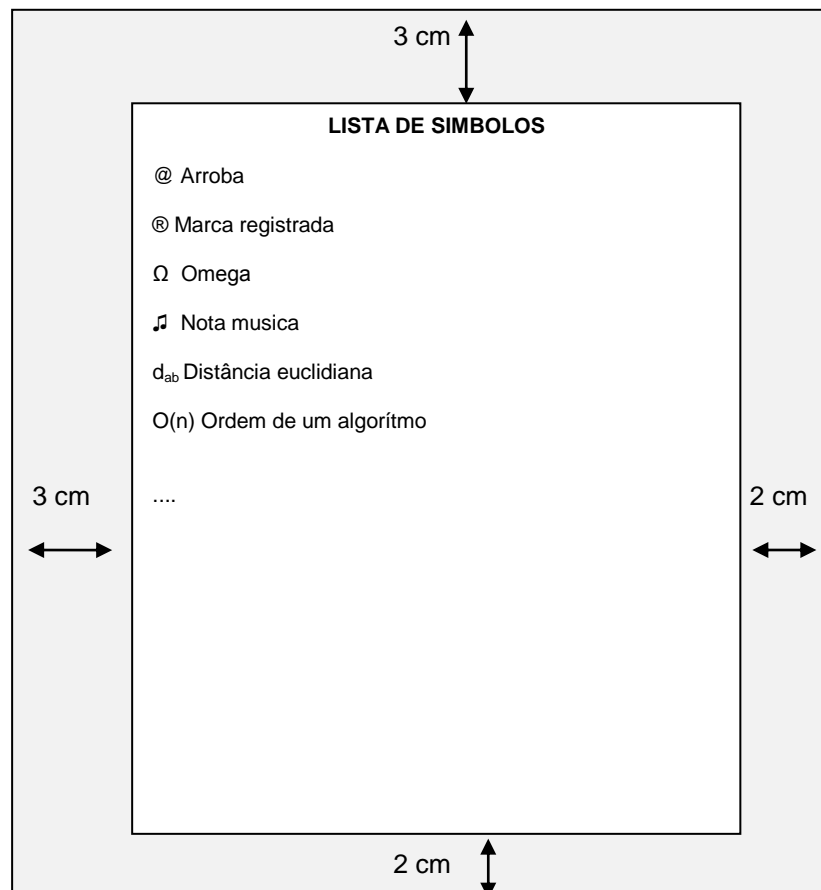 3 cm
LISTA DE SIMBOLOS
@ Arroba
® Marca registrada
Ω Omega
♫ Nota musica
dab Distância euclidiana
O(n) Ordem de um algorítmo
3 cm
....
2 cm
2 cm